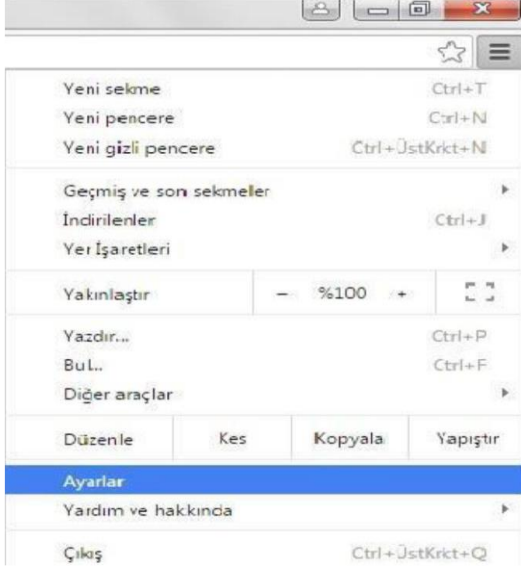 Yeni sekme Ctrl+T
Yeni pencere Ctrl+N
Yeni gizli pencere Ctrl+ÜstKrkt+N
Geçmiş ve son sekmeler
İndirilenler Ctrl+J
Yer İşaretleri
Yakınlaştır − %100 +
Yazdır...
Ctrl+P
Bul... Ctrl+F
Diğer araçlar
Düzenle Kes Kopyala Yapıştır
Ayarlar
Yardım ve hakkında
Çıkış Ctrl+ÜstKrkt+Q